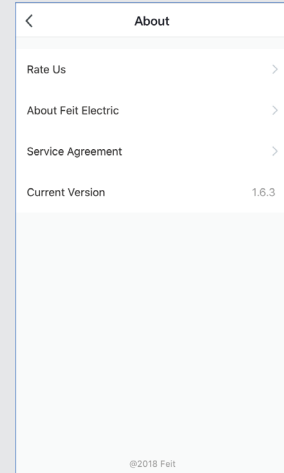 About
Rate Us
About Feit Electric
Service Agreement
Current Version 1.6.3
@2018 Feit